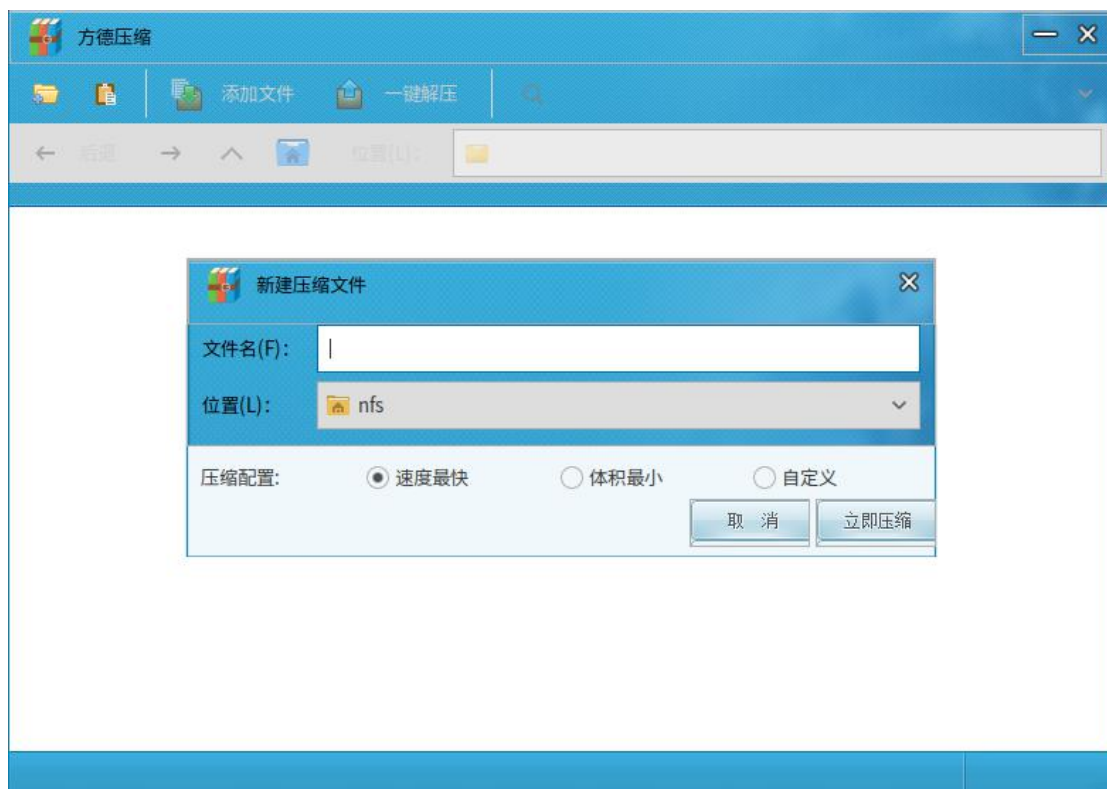 方德压缩
添加文件 一键解压
后退 位置(L):
新建压缩文件
文件名(F):
位置(L): nfs
压缩配置: 速度最快 体积最小 自定义
取 消 立即压缩